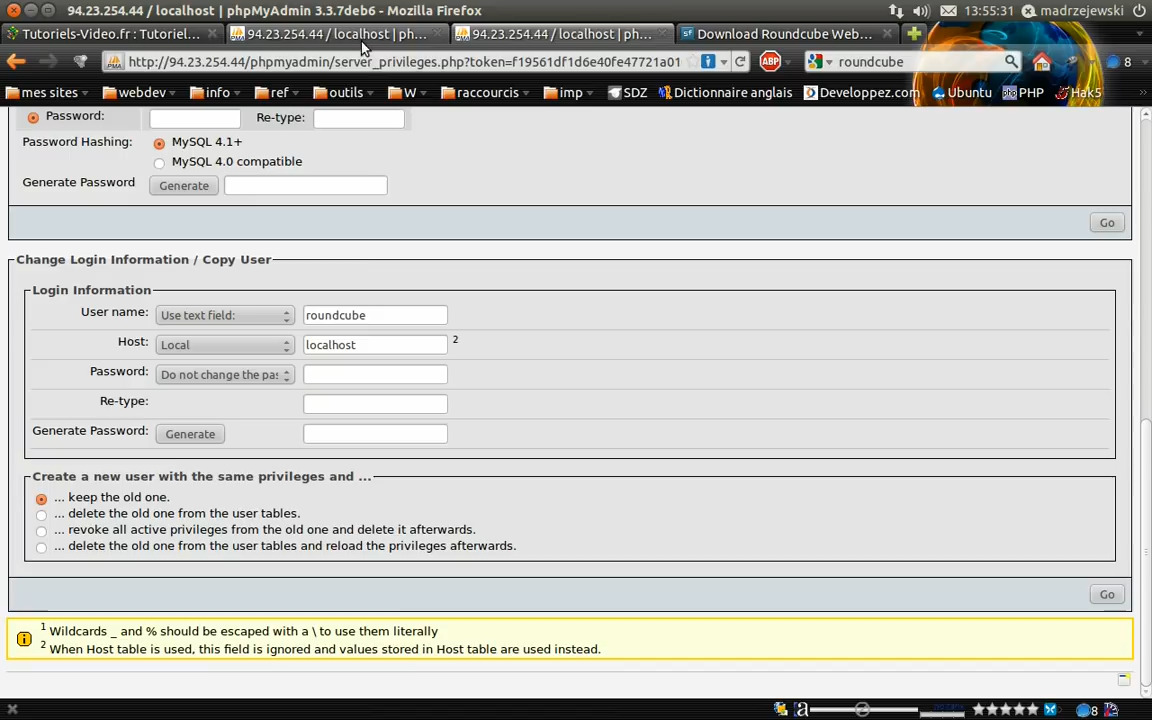 94.23.254.44 / localhost | phpMyAdmin 3.3.7deb6 - Mozilla Firefox
13:55:31 madrzejewski
Tutoriels-Video.fr : Tutoriel...
94.23.254.44 / localhost | ph...
94.23.254.44 / localhost | ph...
Download Roundcube Web...
http://94.23.254.44/phpmyadmin/server_privileges.php?token=f19561df1d6e40fe47721a01
ABP
roundcube
8
mes sites webdev info ref outils W raccourcis imp SDZ Dictionnaire anglais Developpez.com Ubuntu PHP Hak5
Password: Re-type:
Password Hashing: MySQL 4.1+
MySQL 4.0 compatible
Generate Password Generate
Go
Change Login Information / Copy User
Login Information
User name: Use text field: roundcube
Host: Local localhost 2
Password: Do not change the pas
Re-type:
Generate Password: Generate
Create a new user with the same privileges and ...
... keep the old one.
... delete the old one from the user tables.
... revoke all active privileges from the old one and delete it afterwards.
... delete the old one from the user tables and reload the privileges afterwards.
Go
1 Wildcards _ and % should be escaped with a \ to use them literally
2 When Host table is used, this field is ignored and values stored in Host table are used instead.
a 8